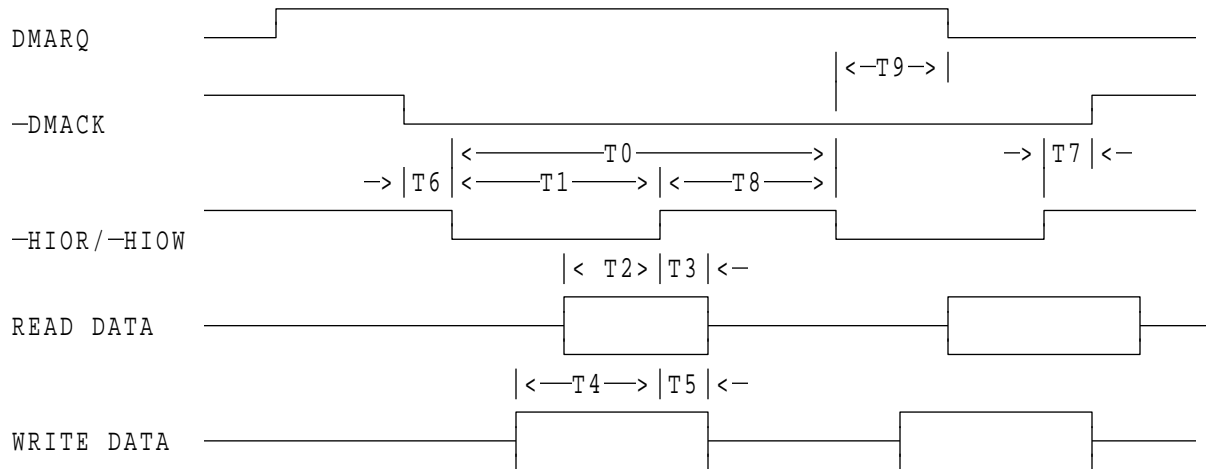 DMARQ
|<—T9—>|
—DMACK
|<————T0————>| —>|T7|<—
—>|T6|<——T1——>|<——T8——>|
—HIOR/—HIOW
|< T2>|T3|<—
READ DATA
|<——T4——>|T5|<—
WRITE DATA